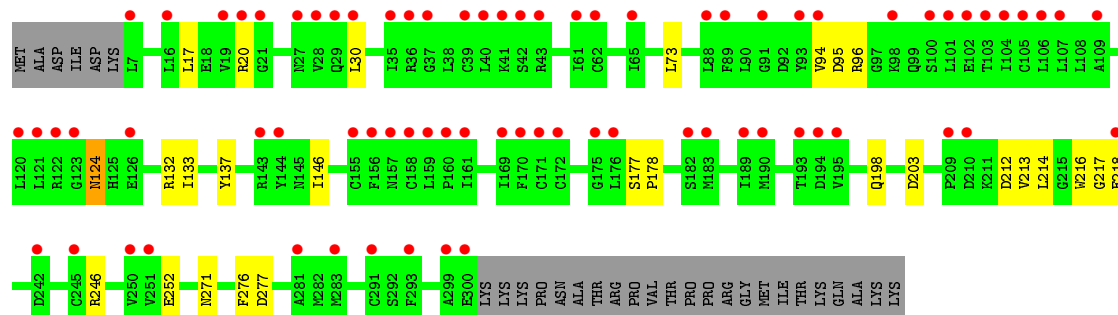 MET ALA ASP ILE ASP LYS L7 L16 L17 E18 V19 R20 G21 N27 V28 Q29 L30 I35 R36 G37 L38 C39 L40 K41 S42 R43 I61 C62 I65 L73 L88 F89 L90 G91 D92 Y93 V94 D95 R96 G97 K98 Q99 S100 L101 E102 T103 I104 C105 L106 L107 L108 A109
L120 L121 R122 G123 N124 H125 E126 R132 I133 Y137 R143 Y144 N145 I146 C155 F156 N157 C158 L159 P160 I161 I169 F170 C171 C172 G175 L176 S177 P178 S182 M183 I189 M190 T193 D194 V195 Q198 D203 P209 D210 K211 D212 V213 L214 G215 W216 G217 E218
D242 C245 R246 V250 V251 E252 N271 F276 D277 A281 M282 M283 C291 S292 F293 A299 E300 LYS LYS LYS PRO ASN ALA THR ARG PRO VAL THR PRO PRO ARG GLY MET ILE THR LYS GLN ALA LYS LYS